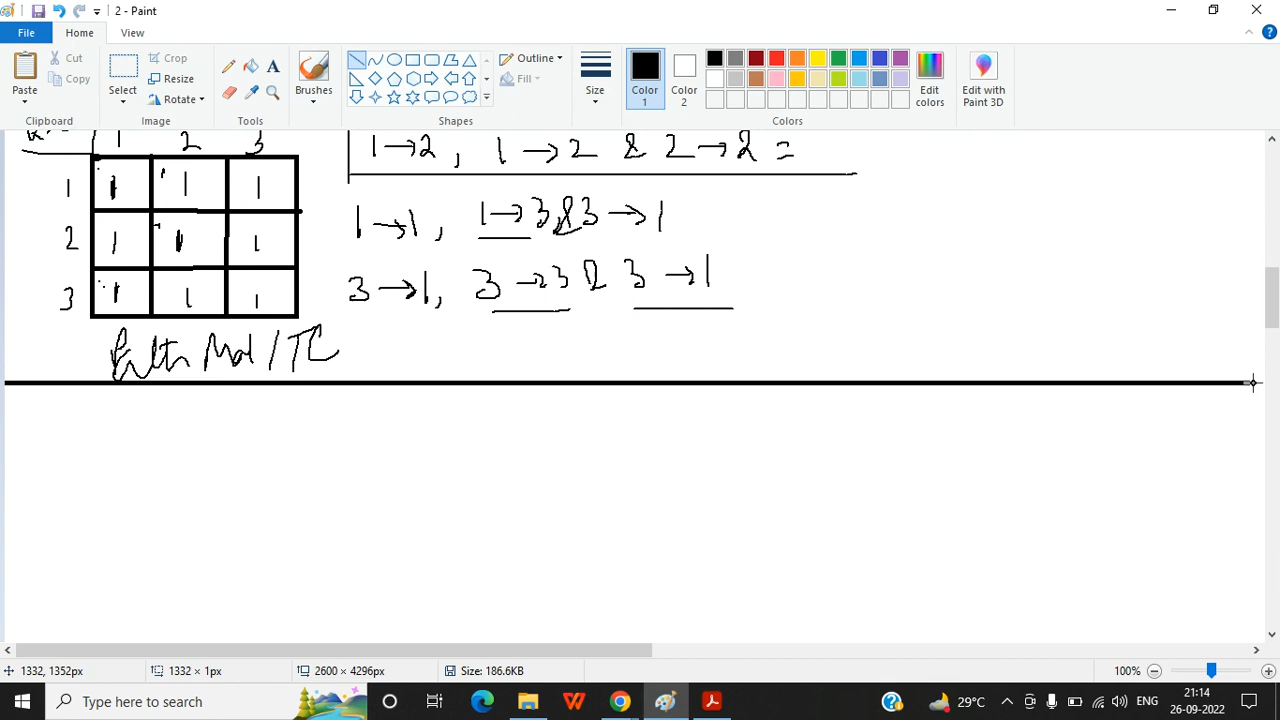 2 - Paint
File Home View
Paste Cut Copy Select Crop Resize Rotate Brushes Outline Fill Size Color 1 Color 2 Edit colors Edit with Paint 3D
Clipboard Image Tools Shapes Colors
1 2 3
1 1 1 1
2 1 1 1
3 1 1 1
1→2, 1→2 & 2→2 =
1→1, 1→3 & 3→1
3→1, 3→3 & 3→1
1332, 1352px 1332 × 1px 2600 × 4296px Size: 186.6KB 100%
Type here to search 29°C ENG 21:14
26-09-2022